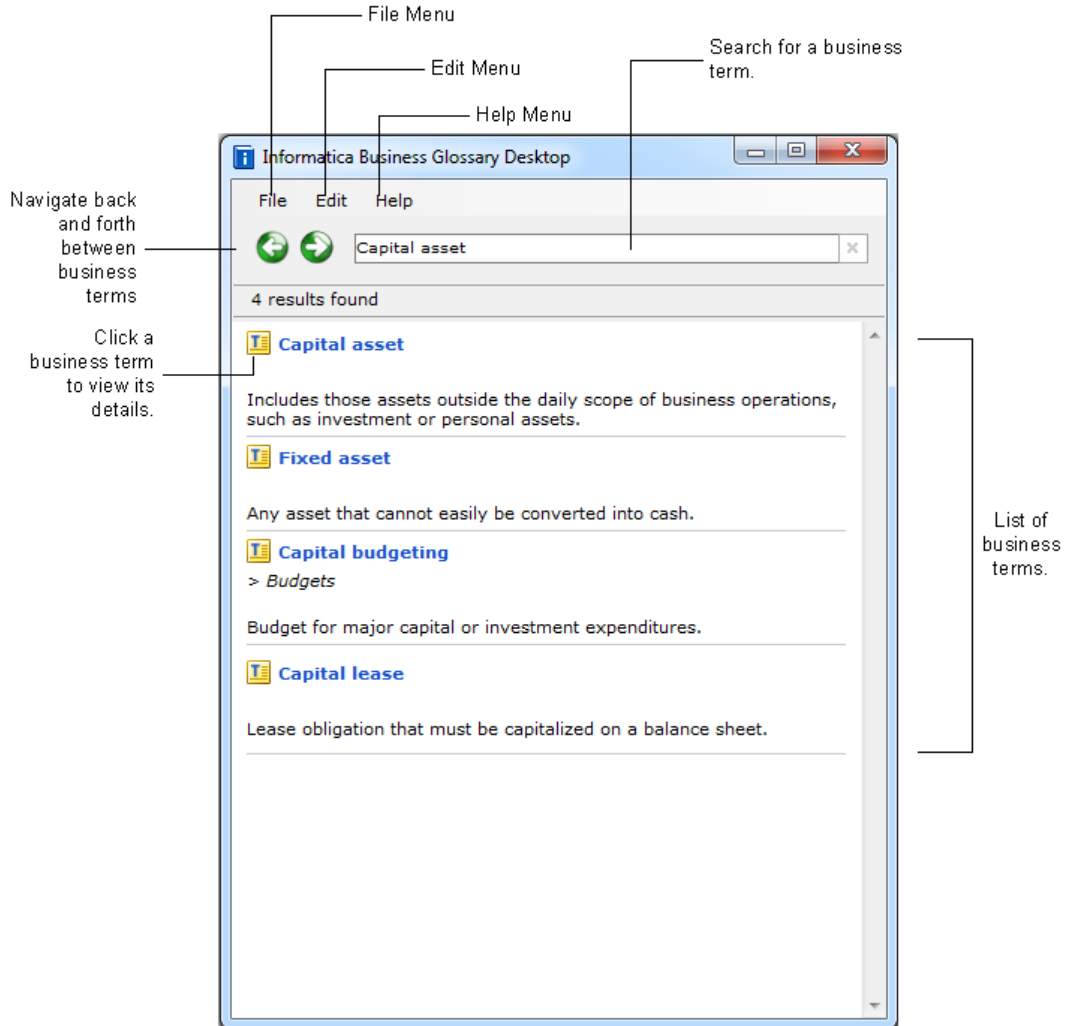 File Menu
Search for a business
term.
Edit Menu
Help Menu
Informatica Business Glossary Desktop
Navigate back
and forth
between
business
terms
File Edit Help
Capital asset
4 results found
Click a
business term
to view its
details.
Capital asset
Includes those assets outside the daily scope of business operations,
such as investment or personal assets.
Fixed asset
Any asset that cannot easily be converted into cash.
List of
business
terms.
Capital budgeting
> Budgets
Budget for major capital or investment expenditures.
Capital lease
Lease obligation that must be capitalized on a balance sheet.